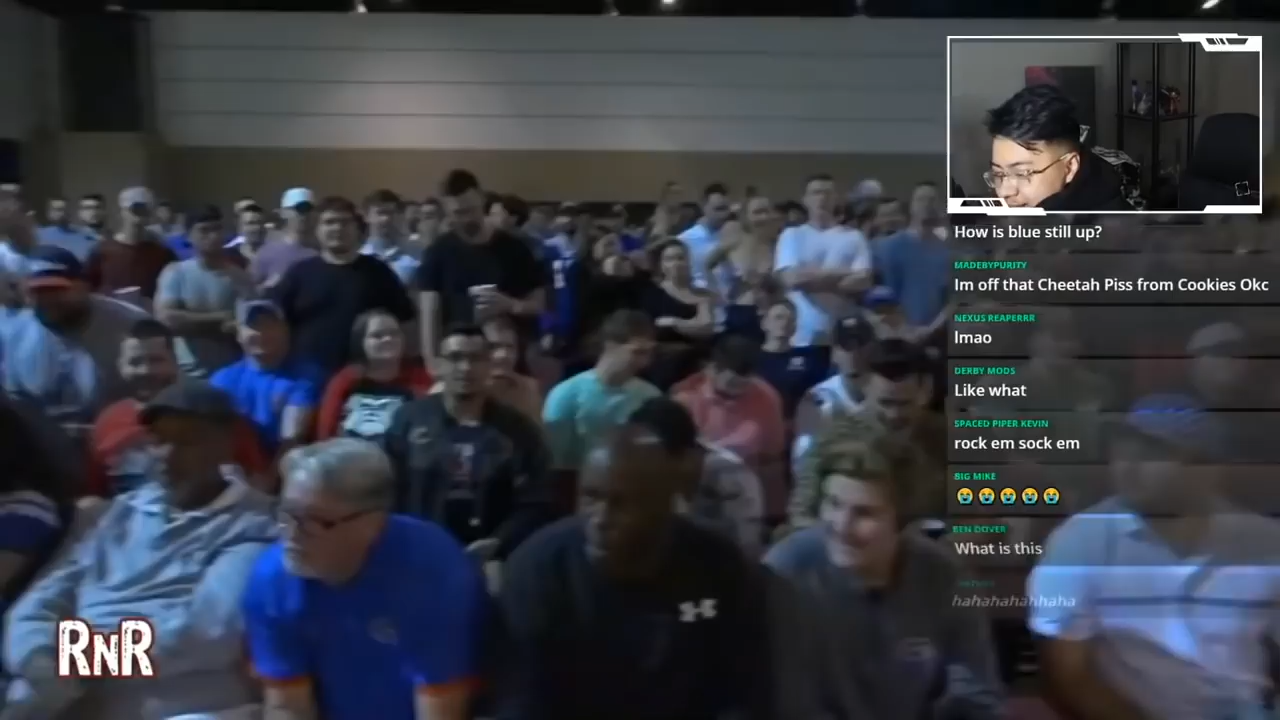 How is blue still up?
MADEBYPURITY
Im off that Cheetah Piss from Cookies Okc
NEXUS REAPERRR
lmao
DERBY MODS
Like what
SPACED PIPER KEVIN
rock em sock em
BIG MIKE
😭😭😭😭😭
BEN DOVER
What is this
hahahahahhaha
RNR